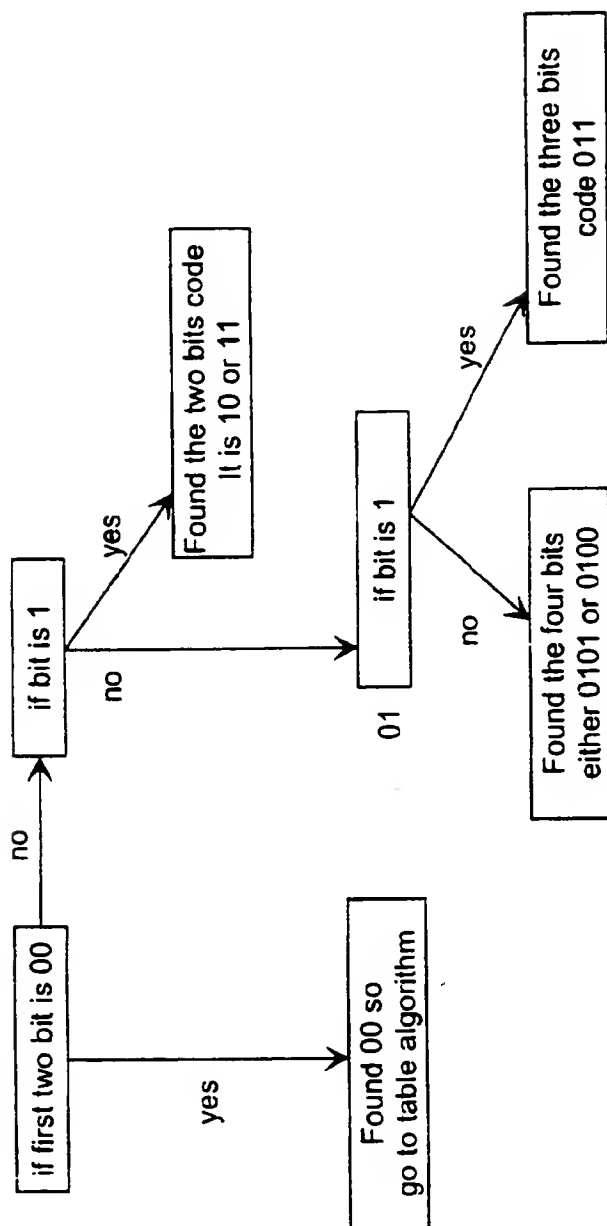 if first two bit is 00
no
if bit is 1
yes
Found the two bits code
It is 10 or 11
no
yes
Found 00 so
go to table algorithm
01
if bit is 1
yes
Found the three bits
code 011
no
Found the four bits
either 0101 or 0100